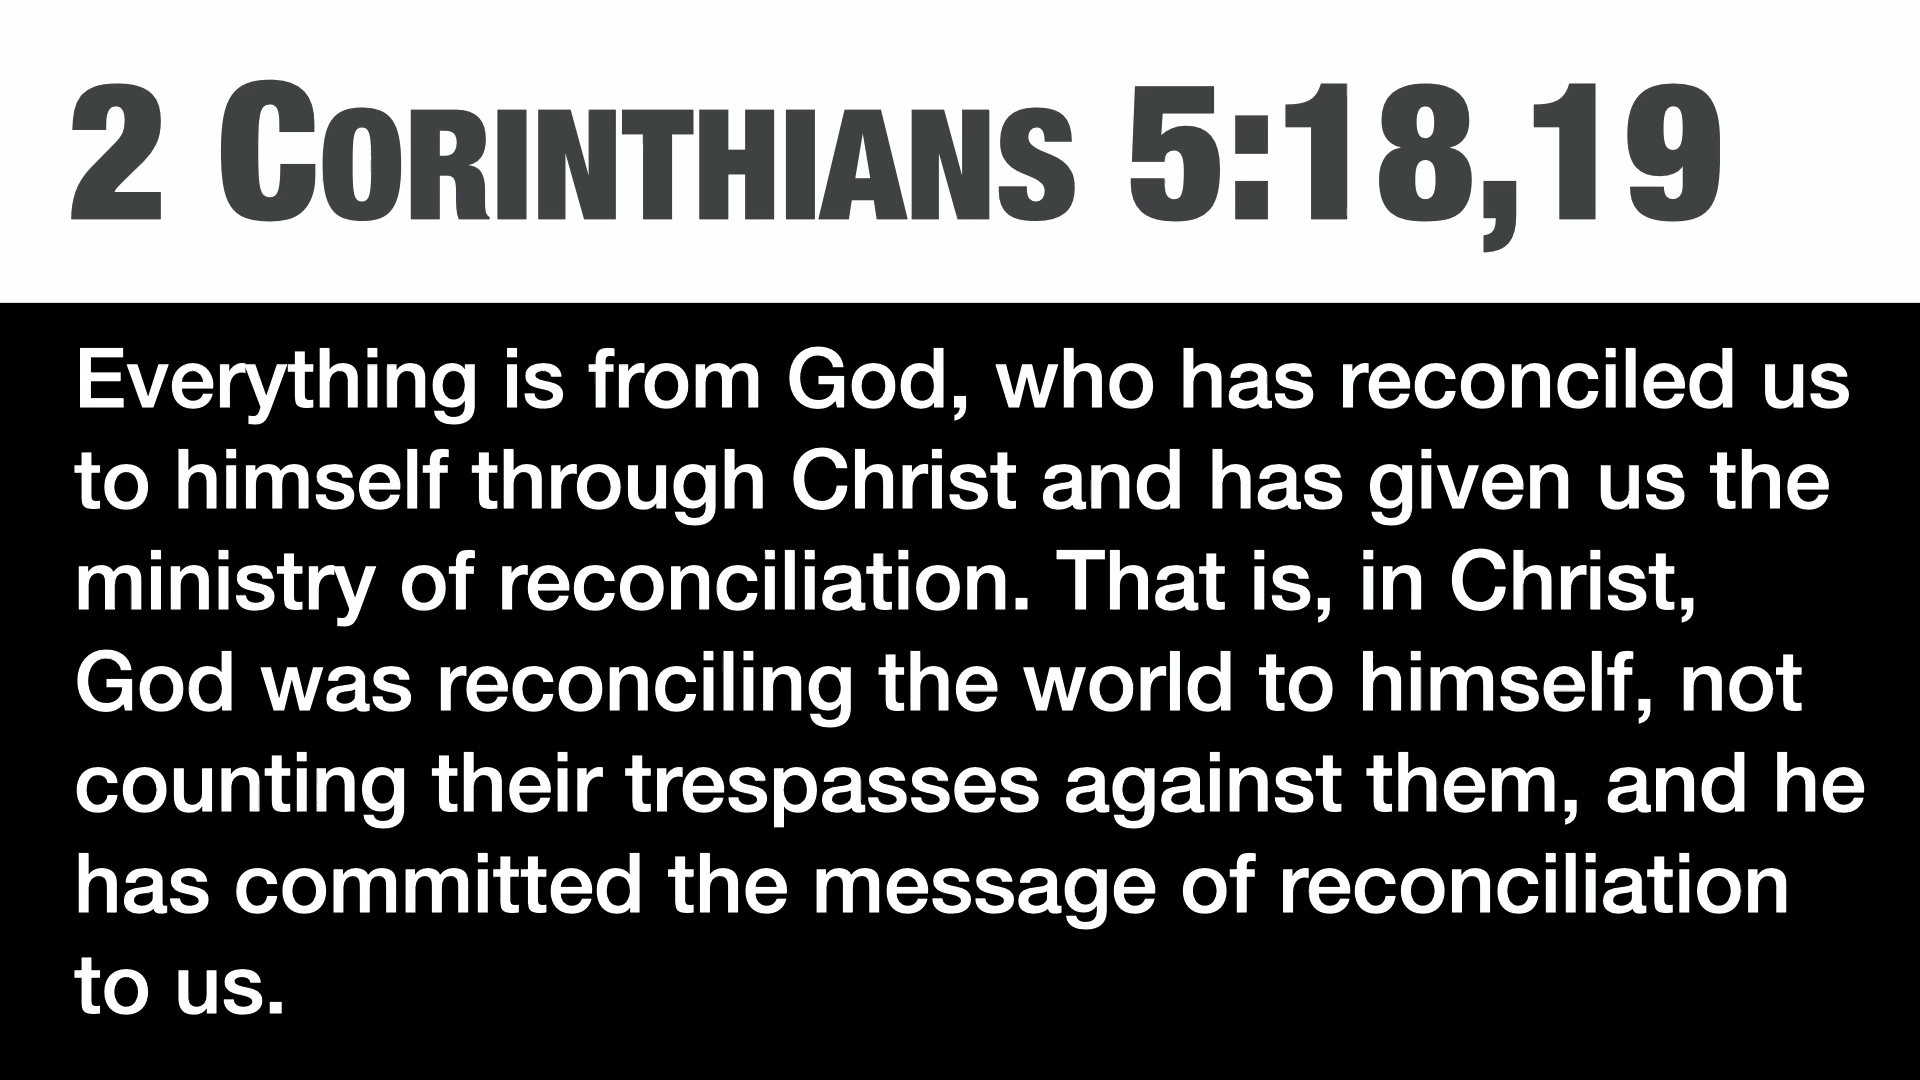 2 Corinthians 5:18,19
Everything is from God, who has reconciled us
to himself through Christ and has given us the
ministry of reconciliation. That is, in Christ,
God was reconciling the world to himself, not
counting their trespasses against them, and he
has committed the message of reconciliation
to us.